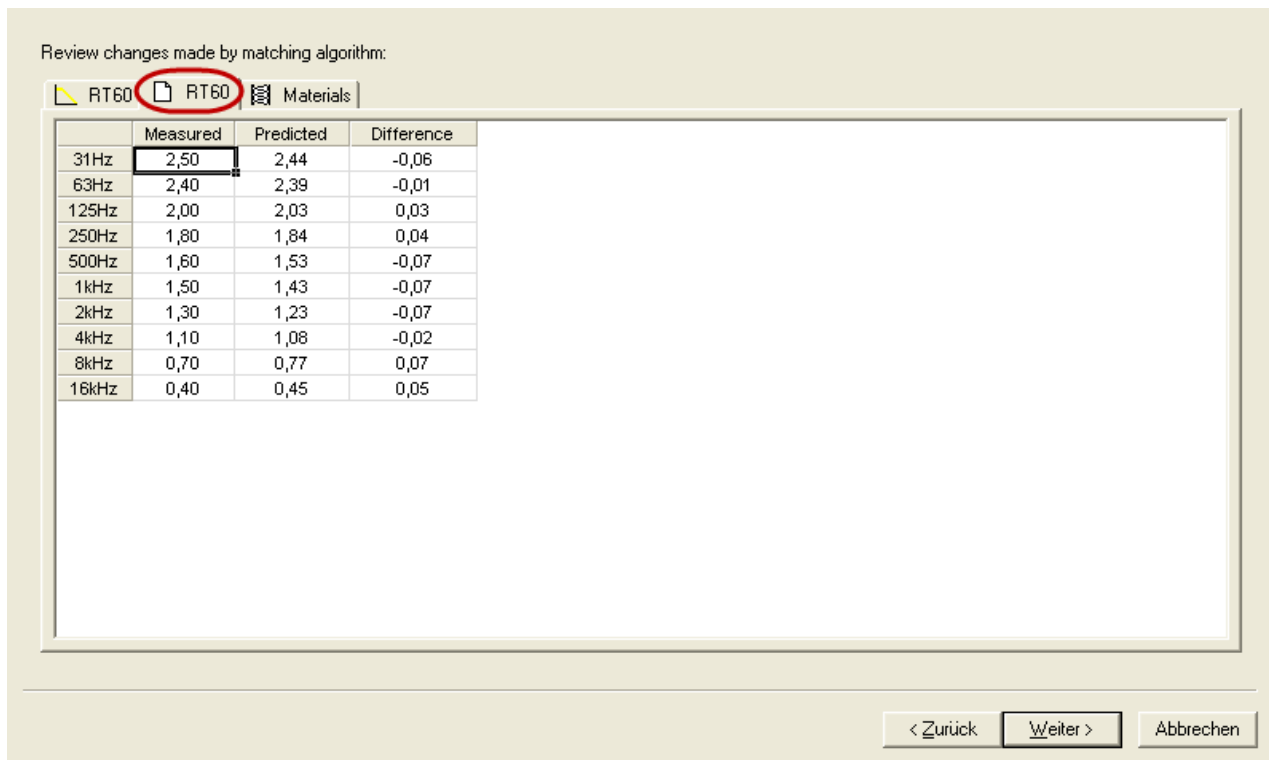 Review changes made by matching algorithm:
RT60 RT60 Materials
Measured Predicted Difference
31Hz 2,50 2,44 -0,06
63Hz 2,40 2,39 -0,01
125Hz 2,00 2,03 0,03
250Hz 1,80 1,84 0,04
500Hz 1,60 1,53 -0,07
1kHz 1,50 1,43 -0,07
2kHz 1,30 1,23 -0,07
4kHz 1,10 1,08 -0,02
8kHz 0,70 0,77 0,07
16kHz 0,40 0,45 0,05
< Zurück Weiter > Abbrechen